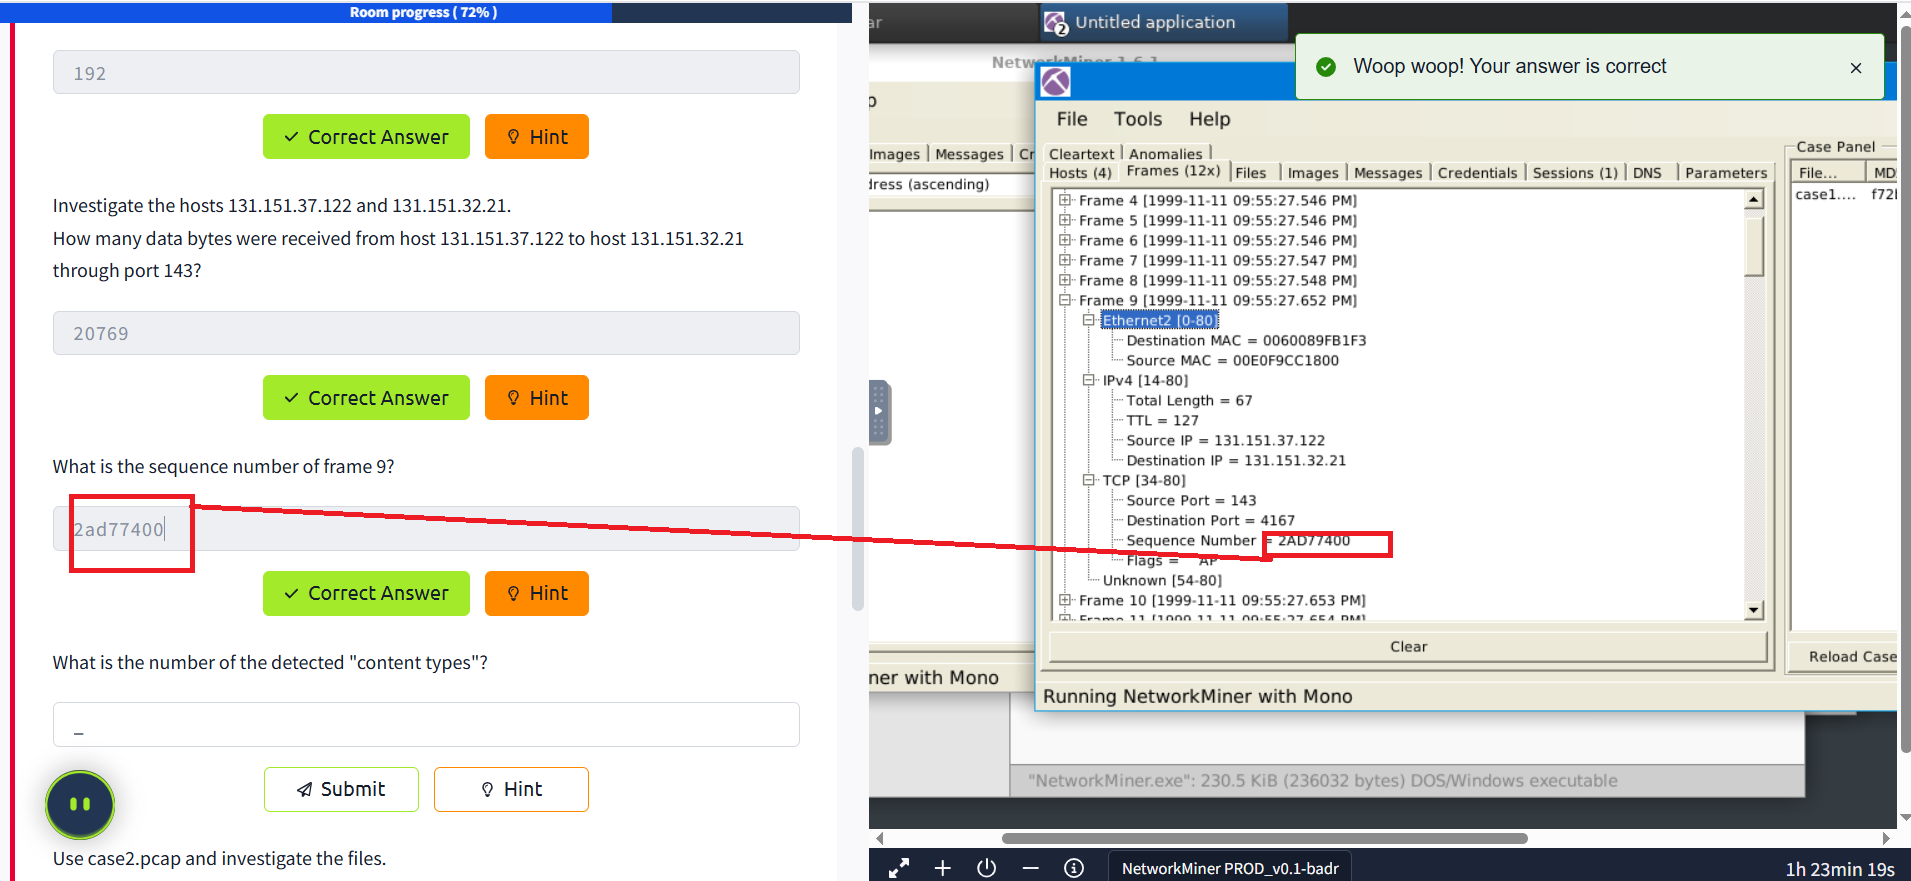 Room progress ( 72% )
192
Correct Answer
Hint
Investigate the hosts 131.151.37.122 and 131.151.32.21.
How many data bytes were received from host 131.151.37.122 to host 131.151.32.21
through port 143?
20769
Correct Answer
Hint
What is the sequence number of frame 9?
2ad77400
Correct Answer
Hint
What is the number of the detected "content types"?
_
Submit
Hint
Use case2.pcap and investigate the files.
ar
2
Untitled application
Woop woop! Your answer is correct
Images
Messages
Cr
dress (ascending)
ner with Mono
File
Tools
Help
Cleartext
Anomalies
Hosts (4)
Frames (12x)
Files
Images
Messages
Credentials
Sessions (1)
DNS
Parameters
Frame 4 [1999-11-11 09:55:27.546 PM]
Frame 5 [1999-11-11 09:55:27.546 PM]
Frame 6 [1999-11-11 09:55:27.546 PM]
Frame 7 [1999-11-11 09:55:27.547 PM]
Frame 8 [1999-11-11 09:55:27.548 PM]
Frame 9 [1999-11-11 09:55:27.652 PM]
Ethernet2 [0-80]
Destination MAC = 0060089FB1F3
Source MAC = 00E0F9CC1800
IPv4 [14-80]
Total Length = 67
TTL = 127
Source IP = 131.151.37.122
Destination IP = 131.151.32.21
TCP [34-80]
Source Port = 143
Destination Port = 4167
Sequence Number = 2AD77400
Flags = AP
Unknown [54-80]
Frame 10 [1999-11-11 09:55:27.653 PM]
Frame 11 [1999-11-11 09:55:27.654 PM]
Clear
Running NetworkMiner with Mono
Case Panel
File...
MD
case1....
Reload Case
"NetworkMiner.exe": 230.5 KiB (236032 bytes) DOS/Windows executable
NetworkMiner PROD_v0.1-badr
1h 23min 19s